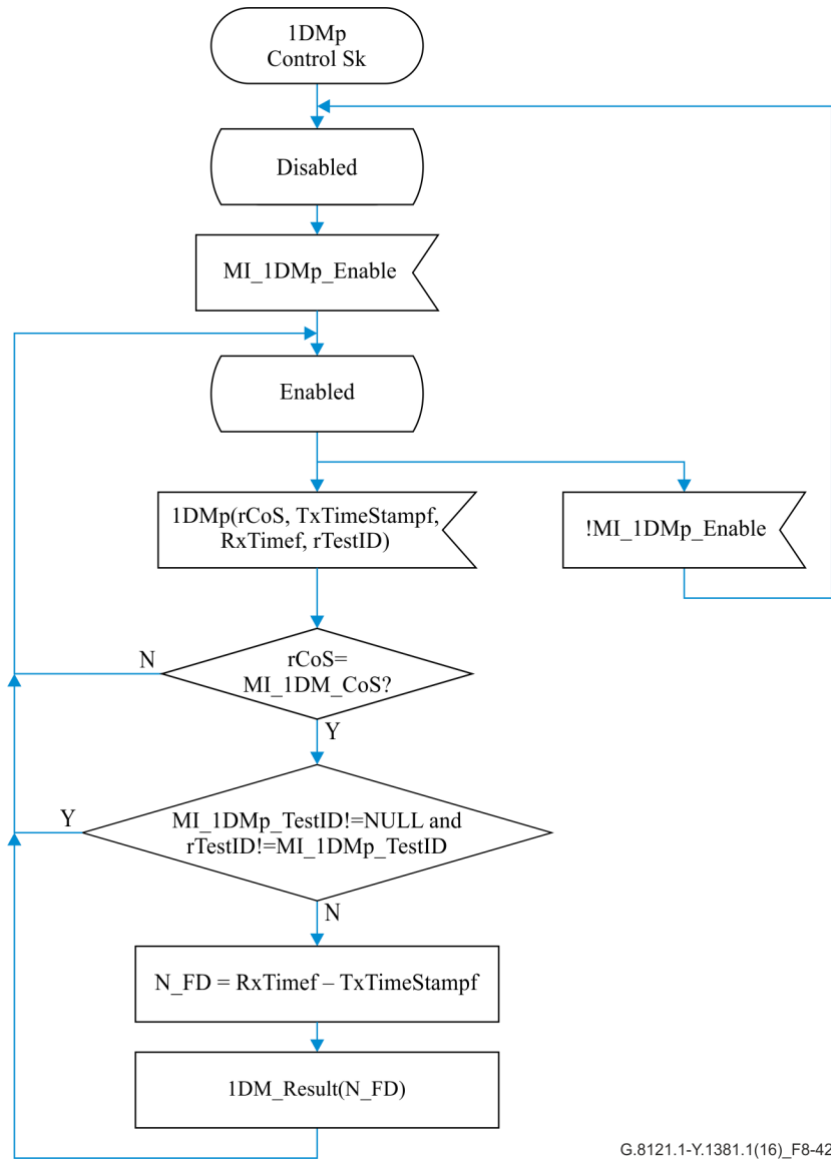 1DMp
Control Sk
Disabled
MI_1DMp_Enable
Enabled
1DMp(rCoS, TxTimeStampf,
RxTimef, rTestID)
!MI_1DMp_Enable
N
rCoS=
MI_1DM_CoS?
Y
Y
MI_1DMp_TestID!=NULL and
rTestID!=MI_1DMp_TestID
N
N_FD = RxTimef – TxTimeStampf
1DM_Result(N_FD)
G.8121.1-Y.1381.1(16)_F8-42